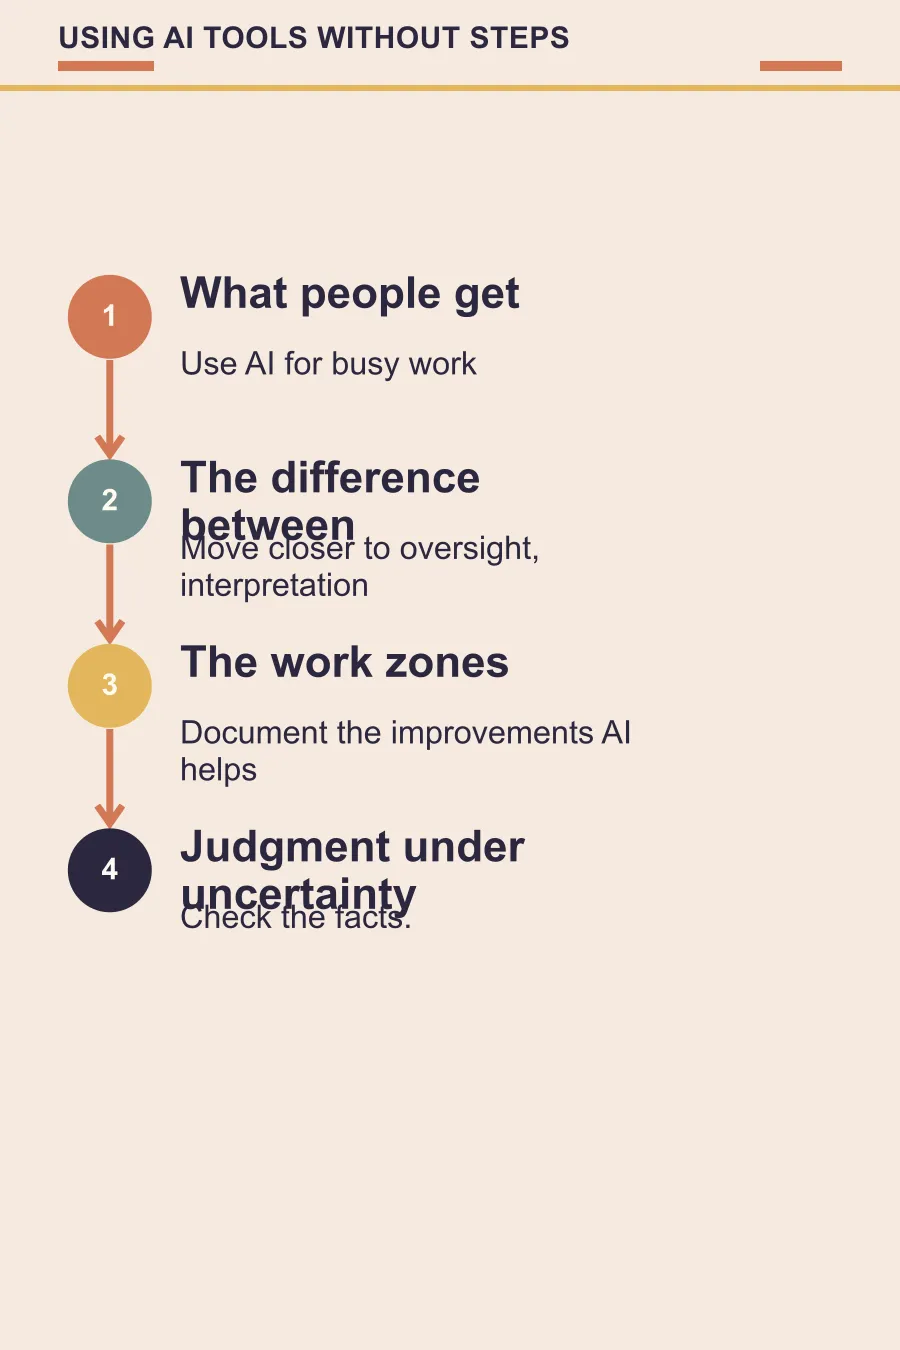 USING AI TOOLS WITHOUT STEPS
1
What people get
Use AI for busy work
2
The difference
between
Move closer to oversight,
interpretation
3
The work zones
Document the improvements AI
helps
4
Judgment under
uncertainty
Check the facts.